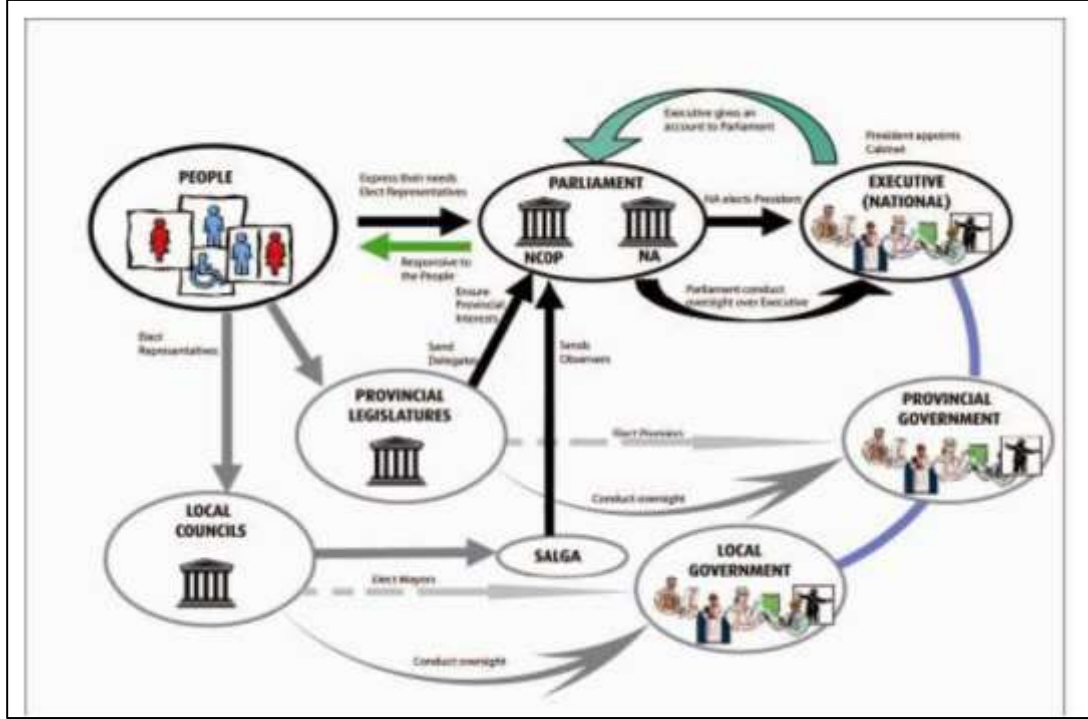 Executive gives an
account to Parliament
President appoints
Cabinet
PEOPLE
Express their needs
Elect Representatives
PARLIAMENT
NCOP
NA
NA elects President
EXECUTIVE
(NATIONAL)
Responsive to
the People
Ensure
Provincial
Interests
Parliament conduct
oversight over Executive
Elect
Representatives
Send
Delegates
Sends
Observers
PROVINCIAL
LEGISLATURES
Elect Premiers
PROVINCIAL
GOVERNMENT
Conduct oversight
LOCAL
COUNCILS
SALGA
LOCAL
GOVERNMENT
Elect Mayors
Conduct oversight